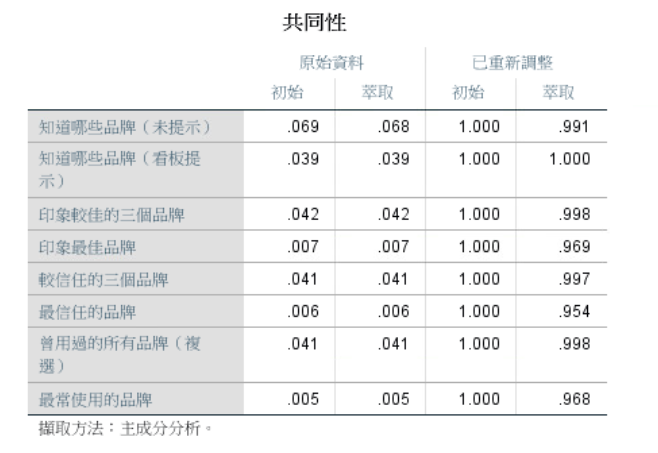 共同性
原始資料 已重新調整
初始 萃取 初始 萃取
知道哪些品牌（未提示） .069 .068 1.000 .991
知道哪些品牌（看板提 .039 .039 1.000 1.000
示）
印象較佳的三個品牌 .042 .042 1.000 .998
印象最佳品牌 .007 .007 1.000 .969
較信任的三個品牌 .041 .041 1.000 .997
最信任的品牌 .006 .006 1.000 .954
曾用過的所有品牌（複 .041 .041 1.000 .998
選）
最常使用的品牌 .005 .005 1.000 .968
擷取方法：主成分分析。